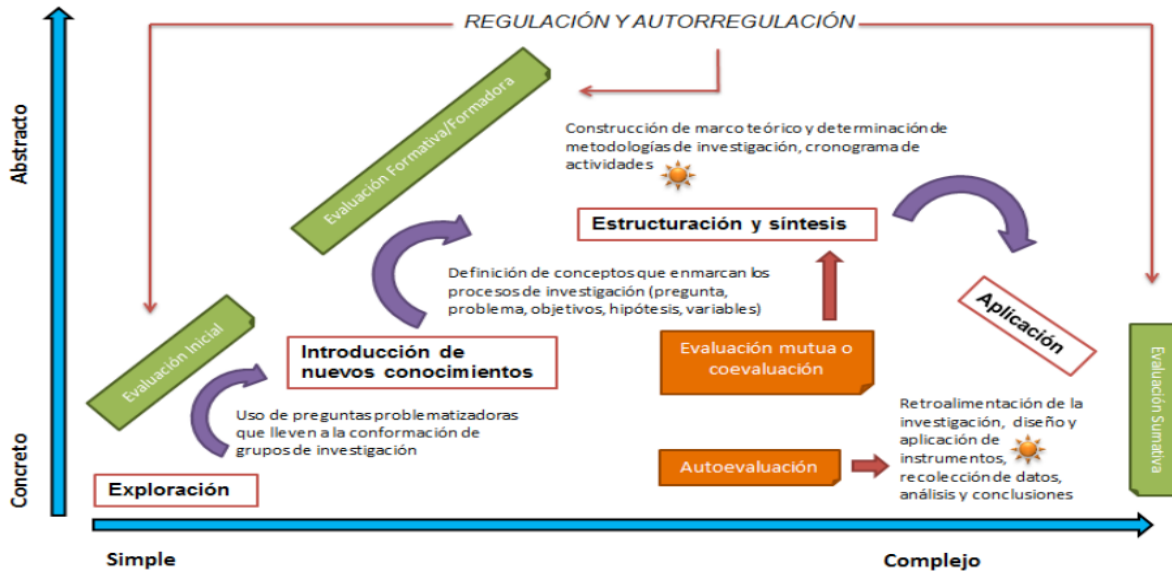 REGULACIÓN Y AUTORREGULACIÓN
Abstracto
Concreto
Evaluación Formativa/Formadora
Construcción de marco teórico y determinación de
metodologías de investigación, cronograma de
actividades
Estructuración y síntesis
Definición de conceptos que enmarcan los
procesos de investigación (pregunta,
problema, objetivos, hipótesis, variables)
Aplicación
Evaluación Inicial
Introducción de
nuevos conocimientos
Evaluación mutua o
coevaluación
Evaluación Sumativa
Uso de preguntas problematizadoras
que lleven a la conformación de
grupos de investigación
Retroalimentación de la
investigación, diseño y
aplicación de
instrumentos,
recolección de datos,
análisis y conclusiones
Autoevaluación
Exploración
Simple
Complejo